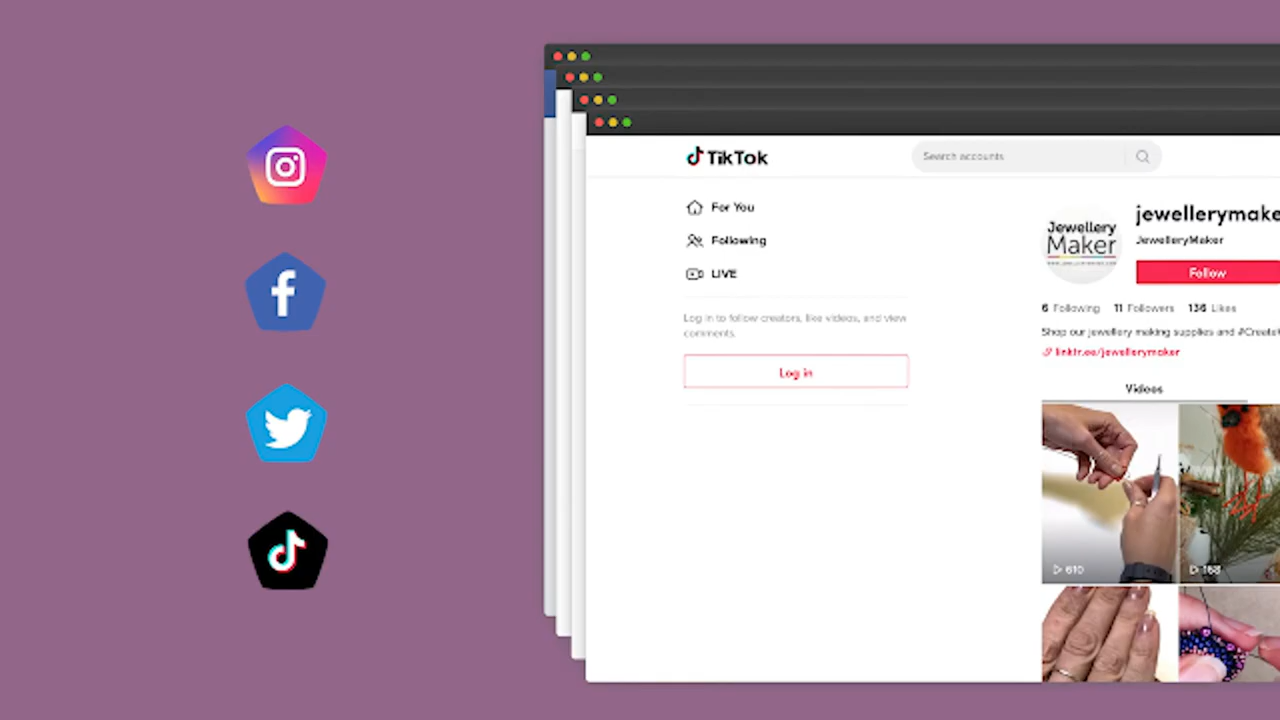 TikTok
Search accounts
For You
Following
LIVE
Log in to follow creators, like videos, and view
comments.
Log in
Jewellery
Maker
jewellerymake
JewelleryMaker
Follow
6 Following 11 Followers 136 Likes
Shop our jewellery making supplies and #Create
linktr.ee/jewellerymaker
Videos
610
168